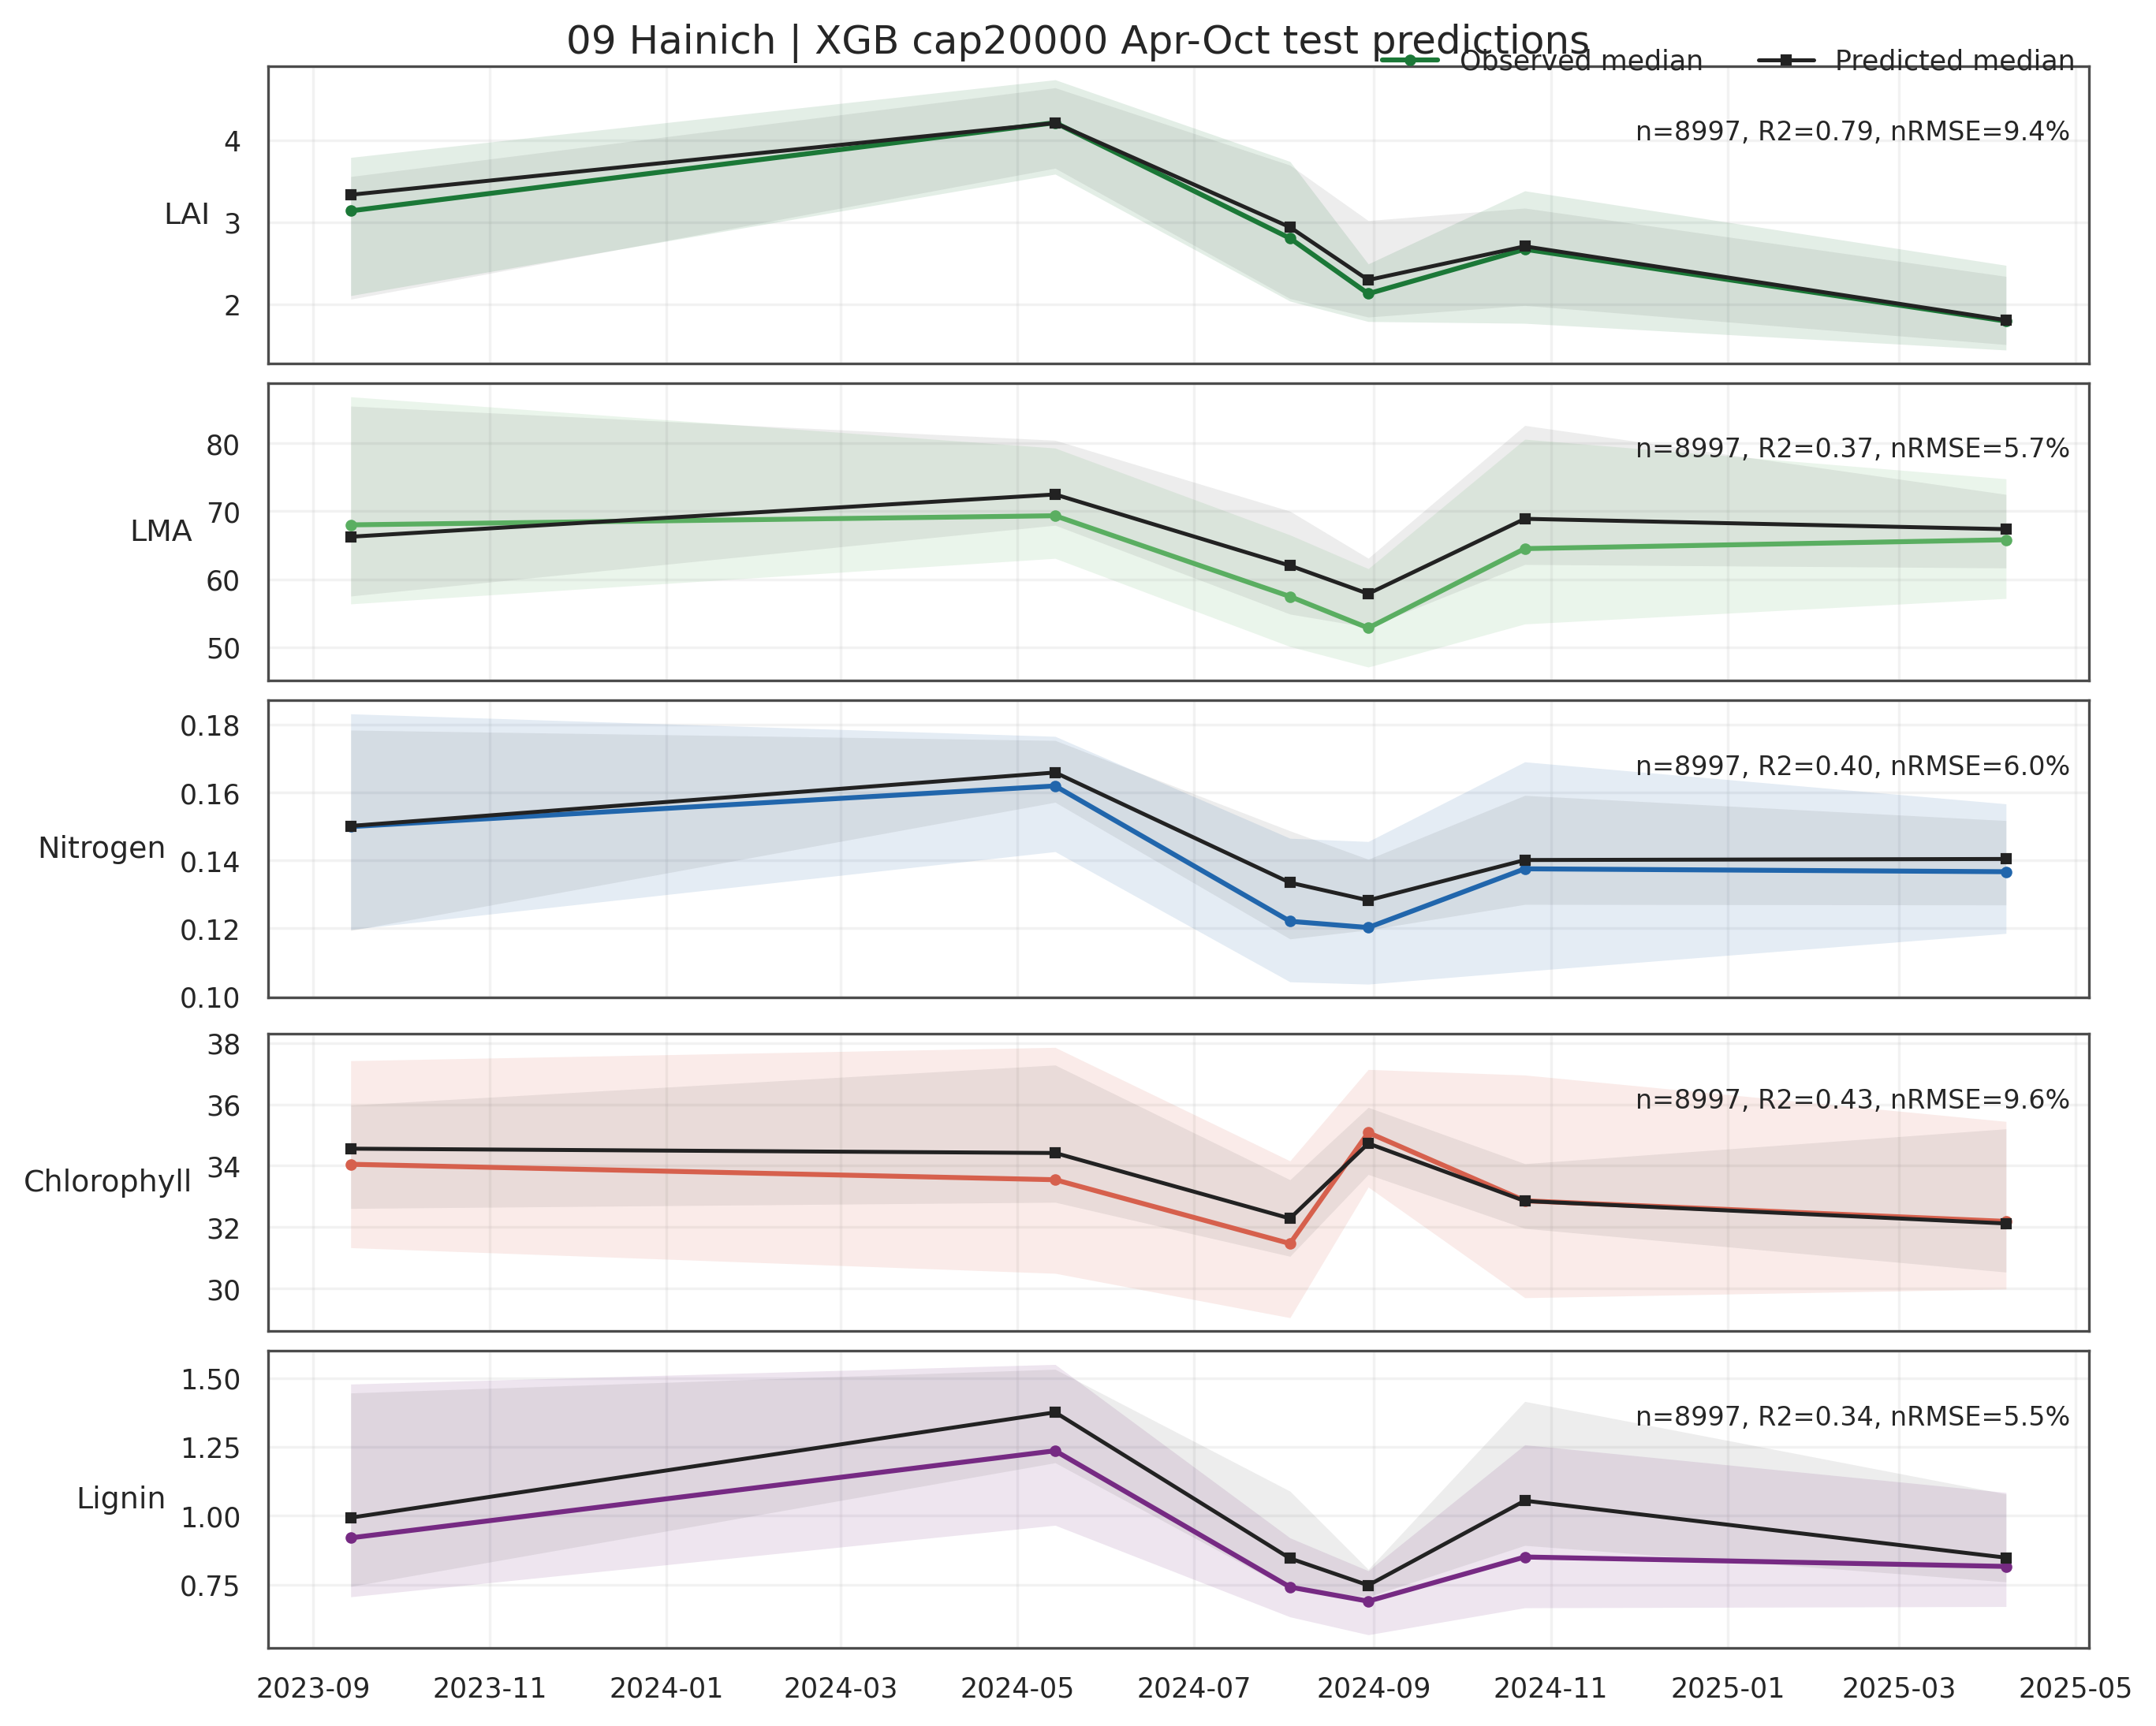 09 Hainich | XGB cap20000 Apr-Oct test predictions
Observed median
Predicted median
n=8997, R2=0.79, nRMSE=9.4%
LAI
4
3
2
n=8997, R2=0.37, nRMSE=5.7%
LMA
80
70
60
50
n=8997, R2=0.40, nRMSE=6.0%
Nitrogen
0.18
0.16
0.14
0.12
0.10
n=8997, R2=0.43, nRMSE=9.6%
Chlorophyll
38
36
34
32
30
n=8997, R2=0.34, nRMSE=5.5%
Lignin
1.50
1.25
1.00
0.75
2023-09 2023-11 2024-01 2024-03 2024-05 2024-07 2024-09 2024-11 2025-01 2025-03 2025-05